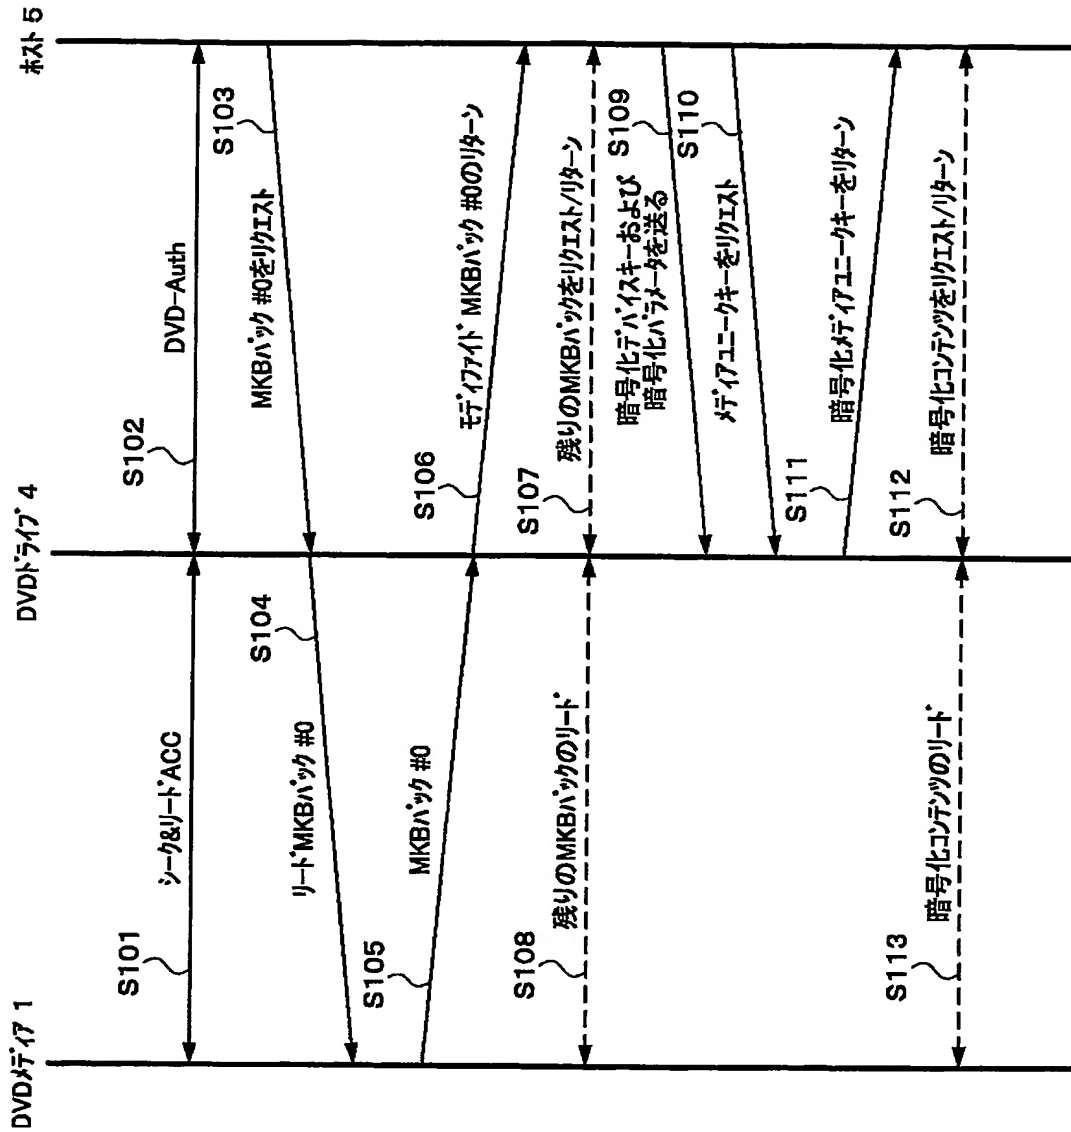 DVDメディア 1
DVDドライブ 4
ホスト 5
S101
シーク&リードACC
S102
DVD-Auth
S103
MKBパック #0をリクエスト
S104
リードMKBパック #0
S105
MKBパック #0
S106
モディファイド MKBパック #0のリターン
S107
残りのMKBパックをリクエスト/リターン
S108
残りのMKBパックのリード
S109
暗号化デバイスキーおよび
暗号化パラメータを送る
S110
メディアユニークキーをリクエスト
S111
暗号化メディアユニークキーをリターン
S112
暗号化コンテンツをリクエスト/リターン
S113
暗号化コンテンツのリード